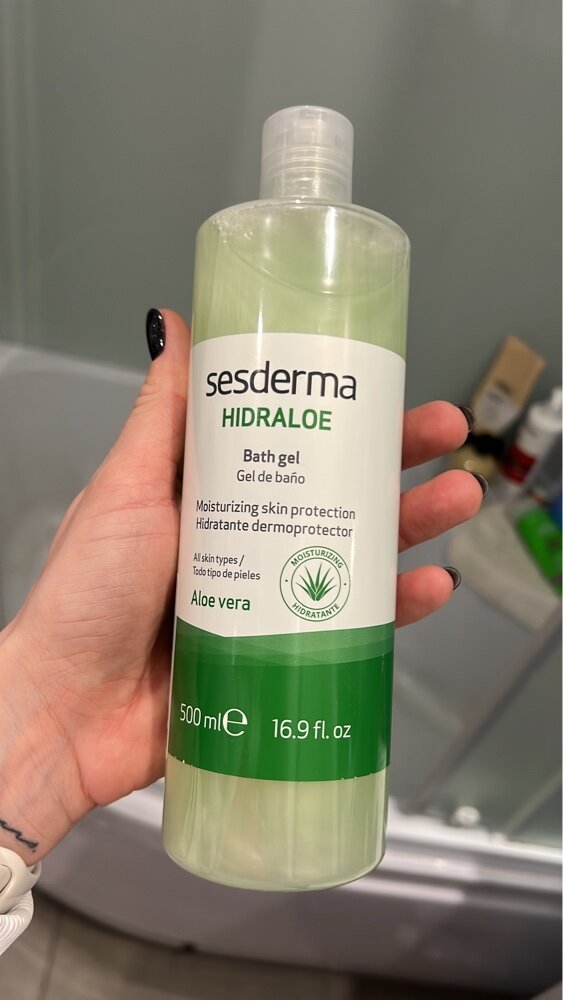 sesderma
HIDRALOE
Bath gel
Gel de baño
Moisturizing skin protection
Hidratante dermoprotector
All skin types /
Todo tipo de pieles
Aloe vera
MOISTURIZING
HIDRATANTE
500 ml e 16.9 fl. oz